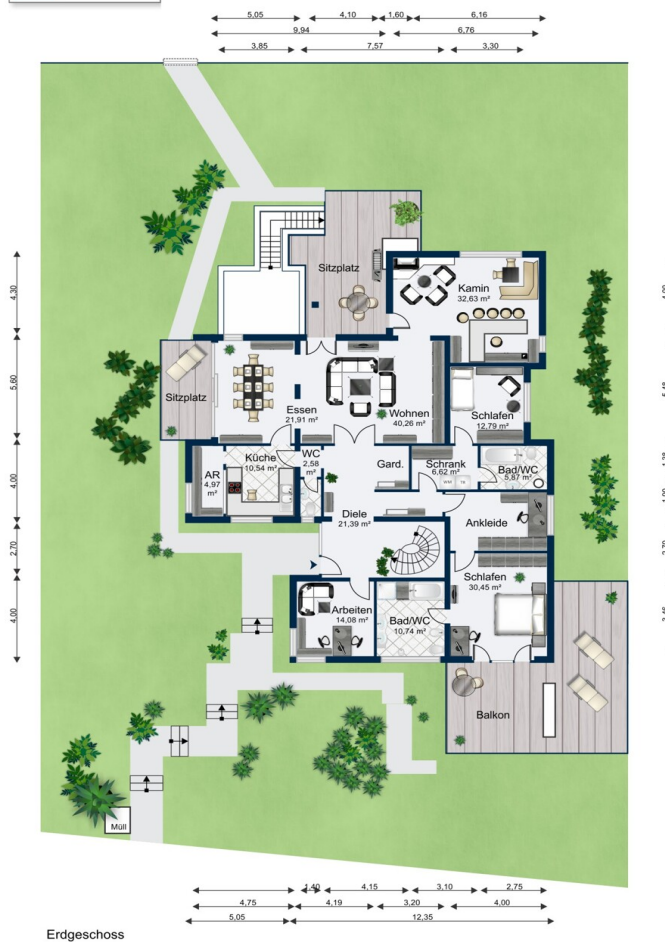 5,05 4,10 1,60 6,16
9,94 6,76
3,85 7,57 3,30
4,30
5,60
4,00
2,70
4,00
Sitzplatz
Kamin
32,63 m²
Sitzplatz
Essen
21,91 m²
Wohnen
40,26 m²
Schlafen
12,79 m²
AR
4,97
m²
Küche
10,54 m²
WC
2,58
m²
Gard.
Schrank
6,62 m²
Bad/WC
5,87 m²
Diele
21,39 m²
Ankleide
Schlafen
30,45 m²
Arbeiten
14,08 m²
Bad/WC
10,74 m²
Balkon
Müll
1,40 4,15 3,10 2,75
4,75 4,19 3,20 4,00
5,05 12,35
Erdgeschoss